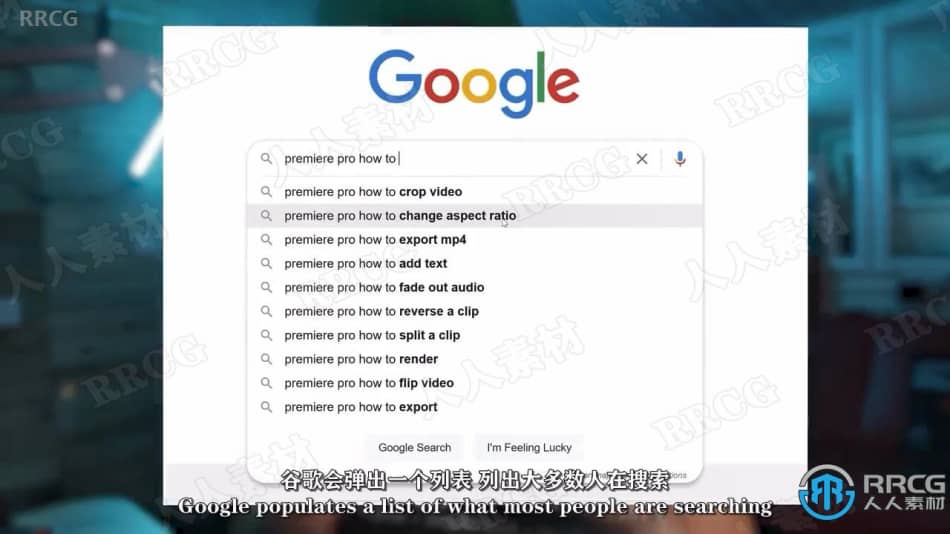 RRCG
Google
premiere pro how to
premiere pro how to crop video
premiere pro how to change aspect ratio
premiere pro how to export mp4
premiere pro how to add text
premiere pro how to fade out audio
premiere pro how to reverse a clip
premiere pro how to split a clip
premiere pro how to render
premiere pro how to flip video
premiere pro how to export
Google Search
I'm Feeling Lucky
谷歌会弹出一个列表 列出大多数人在搜索
Google populates a list of what most people are searching
RRCG
人人素材